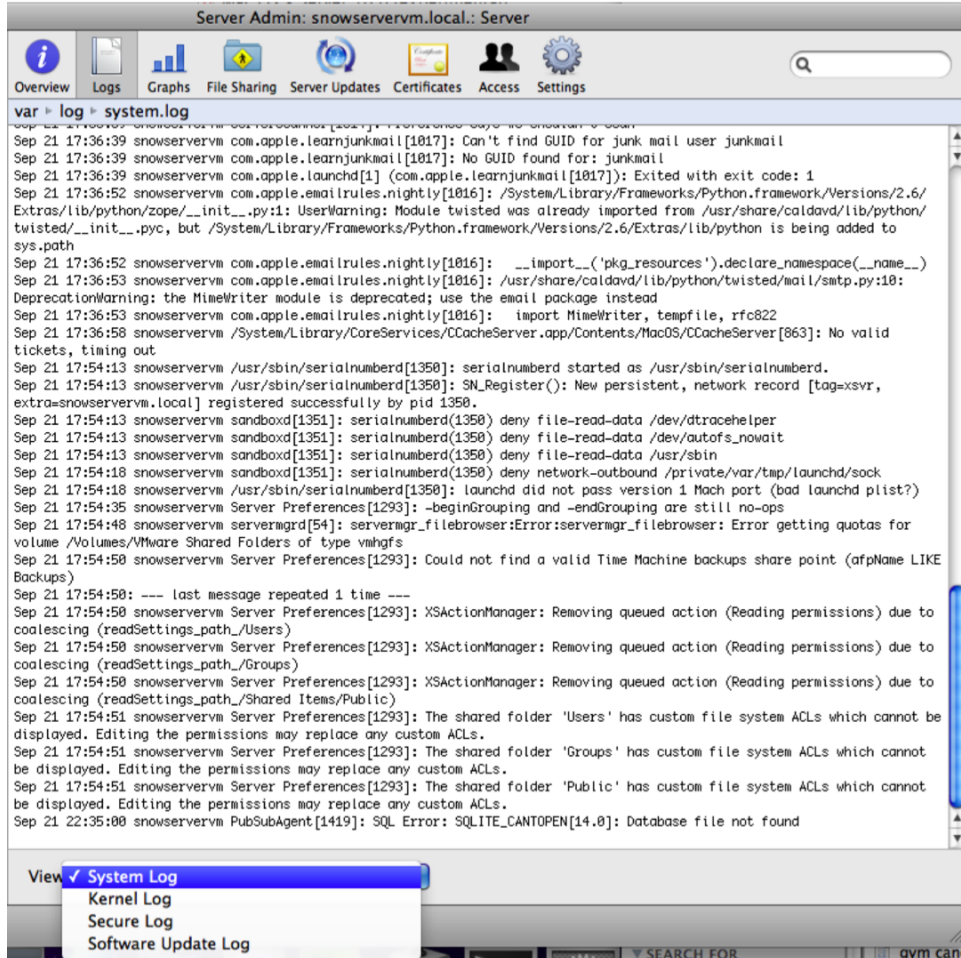 Server Admin: snowservervm.local.: Server
Overview Logs Graphs File Sharing Server Updates Certificates Access Settings
var ▸ log ▸ system.log
Sep 21 17:36:39 snowservervm com.apple.learnjunkmail[1017]: Can't find GUID for junk mail user junkmail
Sep 21 17:36:39 snowservervm com.apple.learnjunkmail[1017]: No GUID found for: junkmail
Sep 21 17:36:39 snowservervm com.apple.launchd[1] (com.apple.learnjunkmail[1017]): Exited with exit code: 1
Sep 21 17:36:52 snowservervm com.apple.emailrules.nightly[1016]: /System/Library/Frameworks/Python.framework/Versions/2.6/
Extras/lib/python/zope/__init__.py:1: UserWarning: Module twisted was already imported from /usr/share/caldavd/lib/python/
twisted/__init__.pyc, but /System/Library/Frameworks/Python.framework/Versions/2.6/Extras/lib/python is being added to
sys.path
Sep 21 17:36:52 snowservervm com.apple.emailrules.nightly[1016]:   __import__('pkg_resources').declare_namespace(__name__)
Sep 21 17:36:53 snowservervm com.apple.emailrules.nightly[1016]: /usr/share/caldavd/lib/python/twisted/mail/smtp.py:10:
DeprecationWarning: the MimeWriter module is deprecated; use the email package instead
Sep 21 17:36:53 snowservervm com.apple.emailrules.nightly[1016]:   import MimeWriter, tempfile, rfc822
Sep 21 17:36:58 snowservervm /System/Library/CoreServices/CCacheServer.app/Contents/MacOS/CCacheServer[863]: No valid
tickets, timing out
Sep 21 17:54:13 snowservervm /usr/sbin/serialnumberd[1350]: serialnumberd started as /usr/sbin/serialnumberd.
Sep 21 17:54:13 snowservervm /usr/sbin/serialnumberd[1350]: SN_Register(): New persistent, network record [tag=xsvr,
extra=snowservervm.local] registered successfully by pid 1350.
Sep 21 17:54:13 snowservervm sandboxd[1351]: serialnumberd(1350) deny file-read-data /dev/dtracehelper
Sep 21 17:54:13 snowservervm sandboxd[1351]: serialnumberd(1350) deny file-read-data /dev/autofs_nowait
Sep 21 17:54:13 snowservervm sandboxd[1351]: serialnumberd(1350) deny file-read-data /usr/sbin
Sep 21 17:54:18 snowservervm sandboxd[1351]: serialnumberd(1350) deny network-outbound /private/var/tmp/launchd/sock
Sep 21 17:54:18 snowservervm /usr/sbin/serialnumberd[1350]: launchd did not pass version 1 Mach port (bad launchd plist?)
Sep 21 17:54:35 snowservervm Server Preferences[1293]: -beginGrouping and -endGrouping are still no-ops
Sep 21 17:54:48 snowservervm servermgrd[54]: servermgr_filebrowser:Error:servermgr_filebrowser: Error getting quotas for
volume /Volumes/VMware Shared Folders of type vmhgfs
Sep 21 17:54:50 snowservervm Server Preferences[1293]: Could not find a valid Time Machine backups share point (afpName LIKE
Backups)
Sep 21 17:54:50: --- last message repeated 1 time ---
Sep 21 17:54:50 snowservervm Server Preferences[1293]: XSActionManager: Removing queued action (Reading permissions) due to
coalescing (readSettings_path_/Users)
Sep 21 17:54:50 snowservervm Server Preferences[1293]: XSActionManager: Removing queued action (Reading permissions) due to
coalescing (readSettings_path_/Groups)
Sep 21 17:54:50 snowservervm Server Preferences[1293]: XSActionManager: Removing queued action (Reading permissions) due to
coalescing (readSettings_path_/Shared Items/Public)
Sep 21 17:54:51 snowservervm Server Preferences[1293]: The shared folder 'Users' has custom file system ACLs which cannot be
displayed. Editing the permissions may replace any custom ACLs.
Sep 21 17:54:51 snowservervm Server Preferences[1293]: The shared folder 'Groups' has custom file system ACLs which cannot
be displayed. Editing the permissions may replace any custom ACLs.
Sep 21 17:54:51 snowservervm Server Preferences[1293]: The shared folder 'Public' has custom file system ACLs which cannot
be displayed. Editing the permissions may replace any custom ACLs.
Sep 21 22:35:00 snowservervm PubSubAgent[1419]: SQL Error: SQLITE_CANTOPEN[14.0]: Database file not found
View ✓ System Log
Kernel Log
Secure Log
Software Update Log
SEARCH FOR
gym can